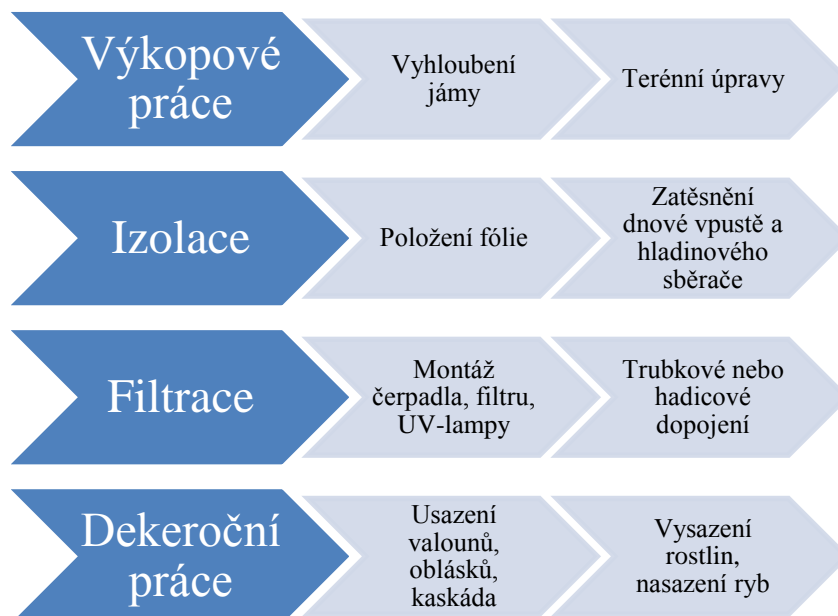 Výkopové
práce
Vyhloubení
jámy
Terénní úpravy
Izolace
Položení fólie
Zatěsnění
dnové vpustě a
hladinového
sběrače
Filtrace
Montáž
čerpadla, filtru,
UV-lampy
Trubkové nebo
hadicové
dopojení
Dekeroční
práce
Usazení
valounů,
oblásků,
kaskáda
Vysazení
rostlin,
nasazení ryb